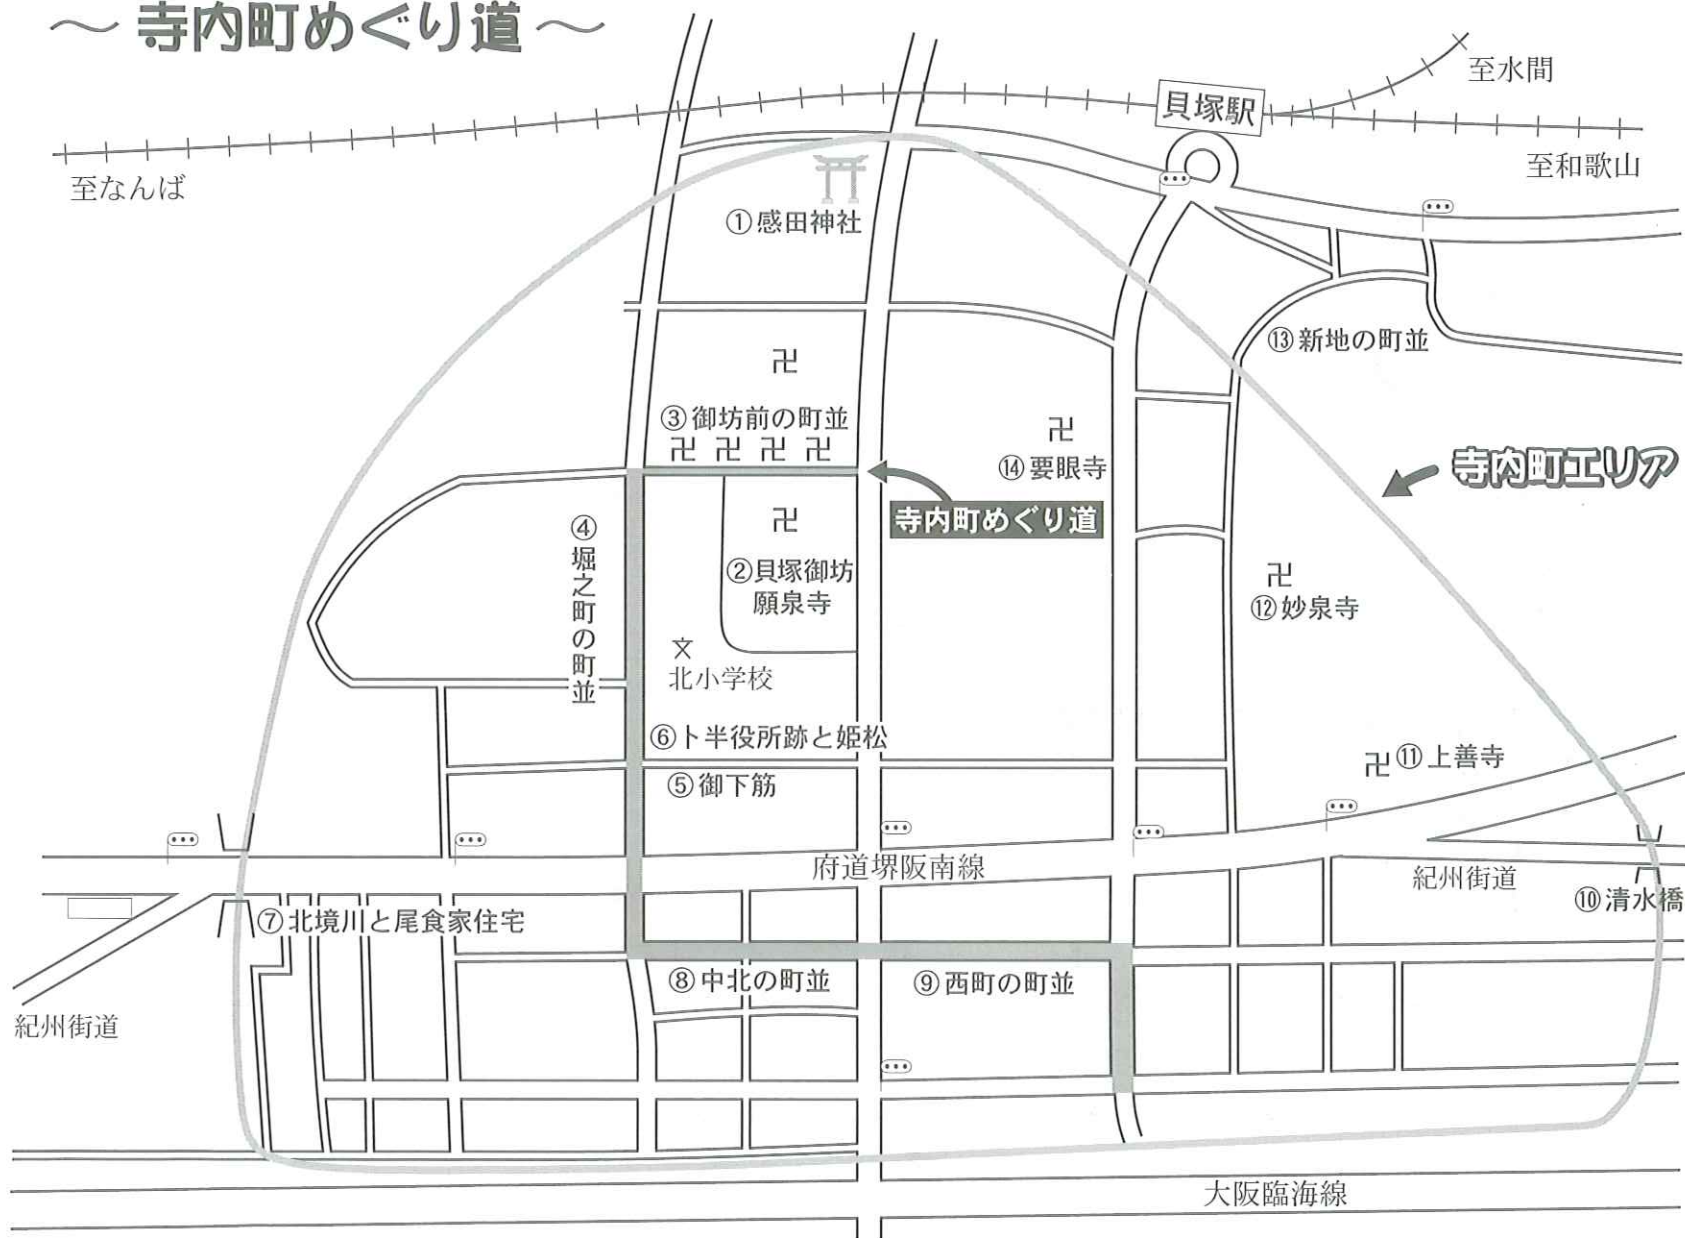 ～ 寺内町めぐり道 ～
至水間
貝塚駅
至なんば
至和歌山
①感田神社
⑬新地の町並
③御坊前の町並
⑭要眼寺
寺内町エリア
寺内町めぐり道
④堀之町の町並
②貝塚御坊
願泉寺
⑫妙泉寺
文
北小学校
⑥卜半役所跡と姫松
⑪上善寺
⑤御下筋
府道堺阪南線
紀州街道
⑩清水橋
⑦北境川と尾食家住宅
⑧中北の町並
⑨西町の町並
紀州街道
大阪臨海線